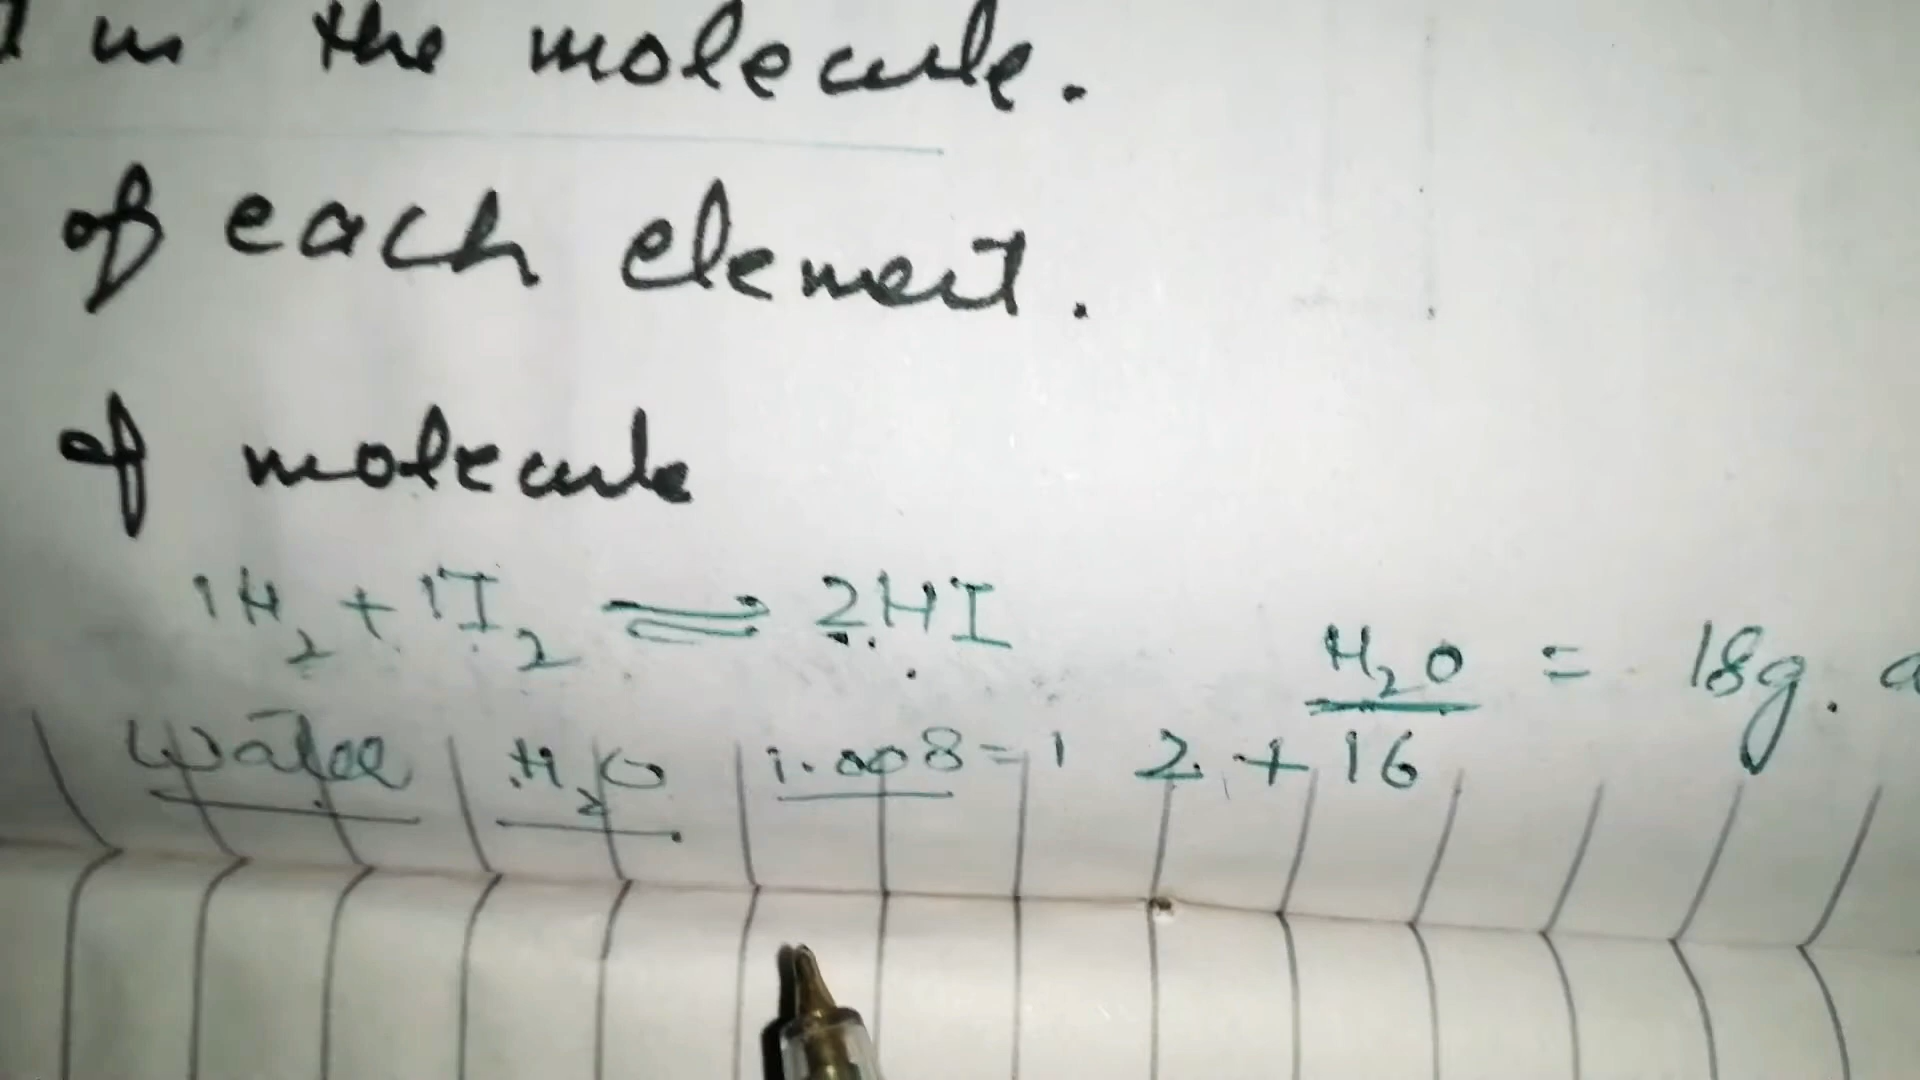 in the molecule.
of each element.
of molecule
1H₂ + 1I₂ ⇌ 2HI
H₂O = 18g.
Water H₂O 1.008 = 1 2 + 16